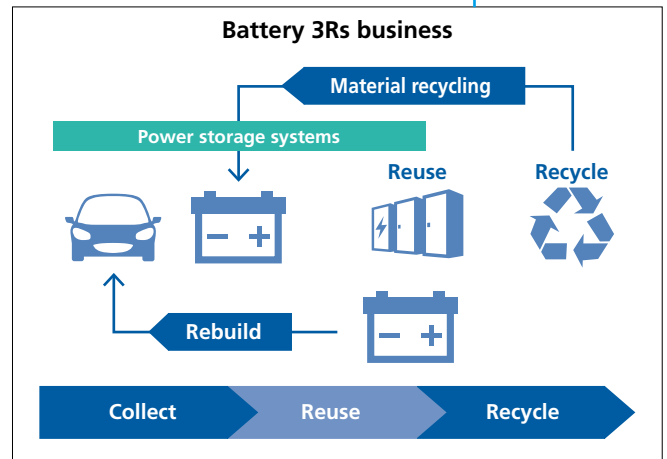 Battery 3Rs business
Material recycling
Power storage systems
Reuse
Recycle
Rebuild
Collect
Reuse
Recycle